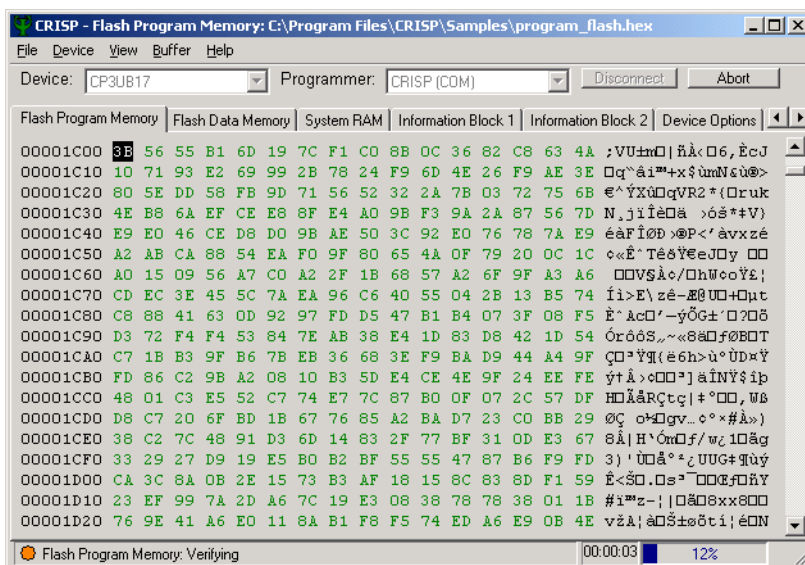 CRISP - Flash Program Memory: C:\Program Files\CRISP\Samples\program_flash.hex
File Device View Buffer Help
Device: CP3UB17 Programmer: CRISP (COM) Disconnect Abort
Flash Program Memory Flash Data Memory System RAM Information Block 1 Information Block 2 Device Options
00001C00 3B 56 55 B1 6D 19 7C F1 C0 8B 0C 36 82 C8 63 4A
00001C10 10 71 93 E2 69 99 2B 78 24 F9 6D 4E 26 F9 AE 3E
00001C20 80 5E DD 58 FB 9D 71 56 52 32 2A 7B 03 72 75 6B
00001C30 4E B8 6A EF CE E8 8F E4 A0 9B F3 9A 2A 87 56 7D
00001C40 E9 E0 46 CE D8 D0 9B AE 50 3C 92 E0 76 78 7A E9
00001C50 A2 AB CA 88 54 EA F0 9F 80 65 4A 0F 79 20 0C 1C
00001C60 A0 15 09 56 A7 C0 A2 2F 1B 68 57 A2 6F 9F A3 A6
00001C70 CD EC 3E 45 5C 7A EA 96 C6 40 55 04 2B 13 B5 74
00001C80 C8 88 41 63 0D 92 97 FD D5 47 B1 B4 07 3F 08 F5
00001C90 D3 72 F4 F4 53 84 7E AB 38 E4 1D 83 D8 42 1D 54
00001CA0 C7 1B B3 9F B6 7B EB 36 68 3E F9 BA D9 44 A4 9F
00001CB0 FD 86 C2 9B A2 08 10 B3 5D E4 CE 4E 9F 24 EE FE
00001CC0 48 01 C3 E5 52 C7 74 E7 7C 87 B0 0F 07 2C 57 DF
00001CD0 D8 C7 20 6F BD 1B 67 76 85 A2 BA D7 23 C0 BB 29
00001CE0 38 C2 7C 48 91 D3 6D 14 83 2F 77 BF 31 0D E3 67
00001CF0 33 29 27 D9 19 E5 B0 B2 BF 55 55 47 87 B6 F9 FD
00001D00 CA 3C 8A 0B 2E 15 73 B3 AF 18 15 8C 83 8D F1 59
00001D10 23 EF 99 7A 2D A6 7C 19 E3 08 38 78 78 38 01 1B
00001D20 76 9E 41 A6 E0 11 8A B1 F8 F5 74 ED A6 E9 0B 4E
Flash Program Memory: Verifying 00:00:03 12%